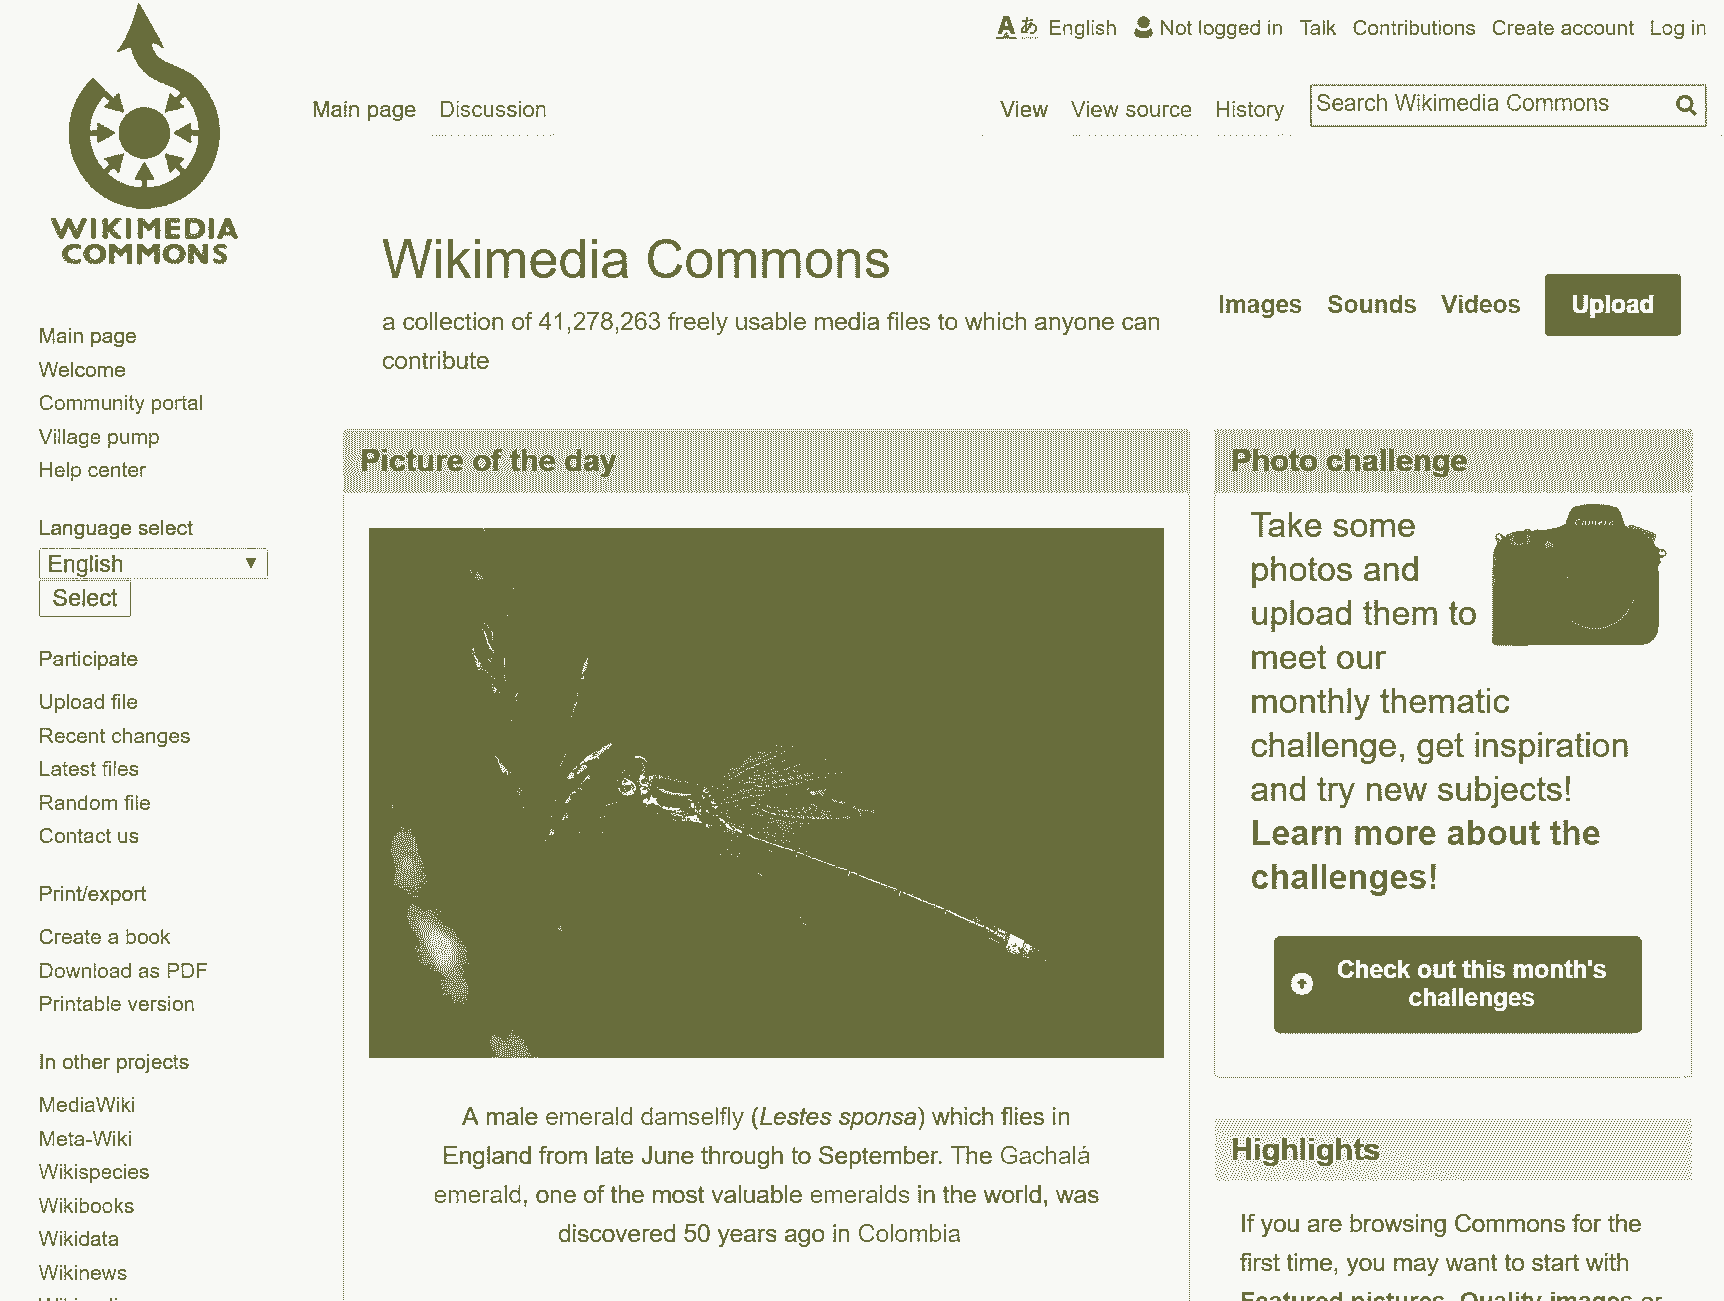 WIKIMEDIA
COMMONS
English Not logged in Talk Contributions Create account Log in
Main page Discussion
View View source History Search Wikimedia Commons
Wikimedia Commons
a collection of 41,278,263 freely usable media files to which anyone can
contribute
Images Sounds Videos Upload
Main page
Welcome
Community portal
Village pump
Help center
Language select
English
Select
Participate
Upload file
Recent changes
Latest files
Random file
Contact us
Print/export
Create a book
Download as PDF
Printable version
In other projects
MediaWiki
Meta-Wiki
Wikispecies
Wikibooks
Wikidata
Wikinews
Picture of the day
A male emerald damselfly (Lestes sponsa) which flies in
England from late June through to September. The Gachalá
emerald, one of the most valuable emeralds in the world, was
discovered 50 years ago in Colombia
Photo challenge
Camera
Take some
photos and
upload them to
meet our
monthly thematic
challenge, get inspiration
and try new subjects!
Learn more about the
challenges!
Check out this month's
challenges
Highlights
If you are browsing Commons for the
first time, you may want to start with
Featured pictures, Quality images or